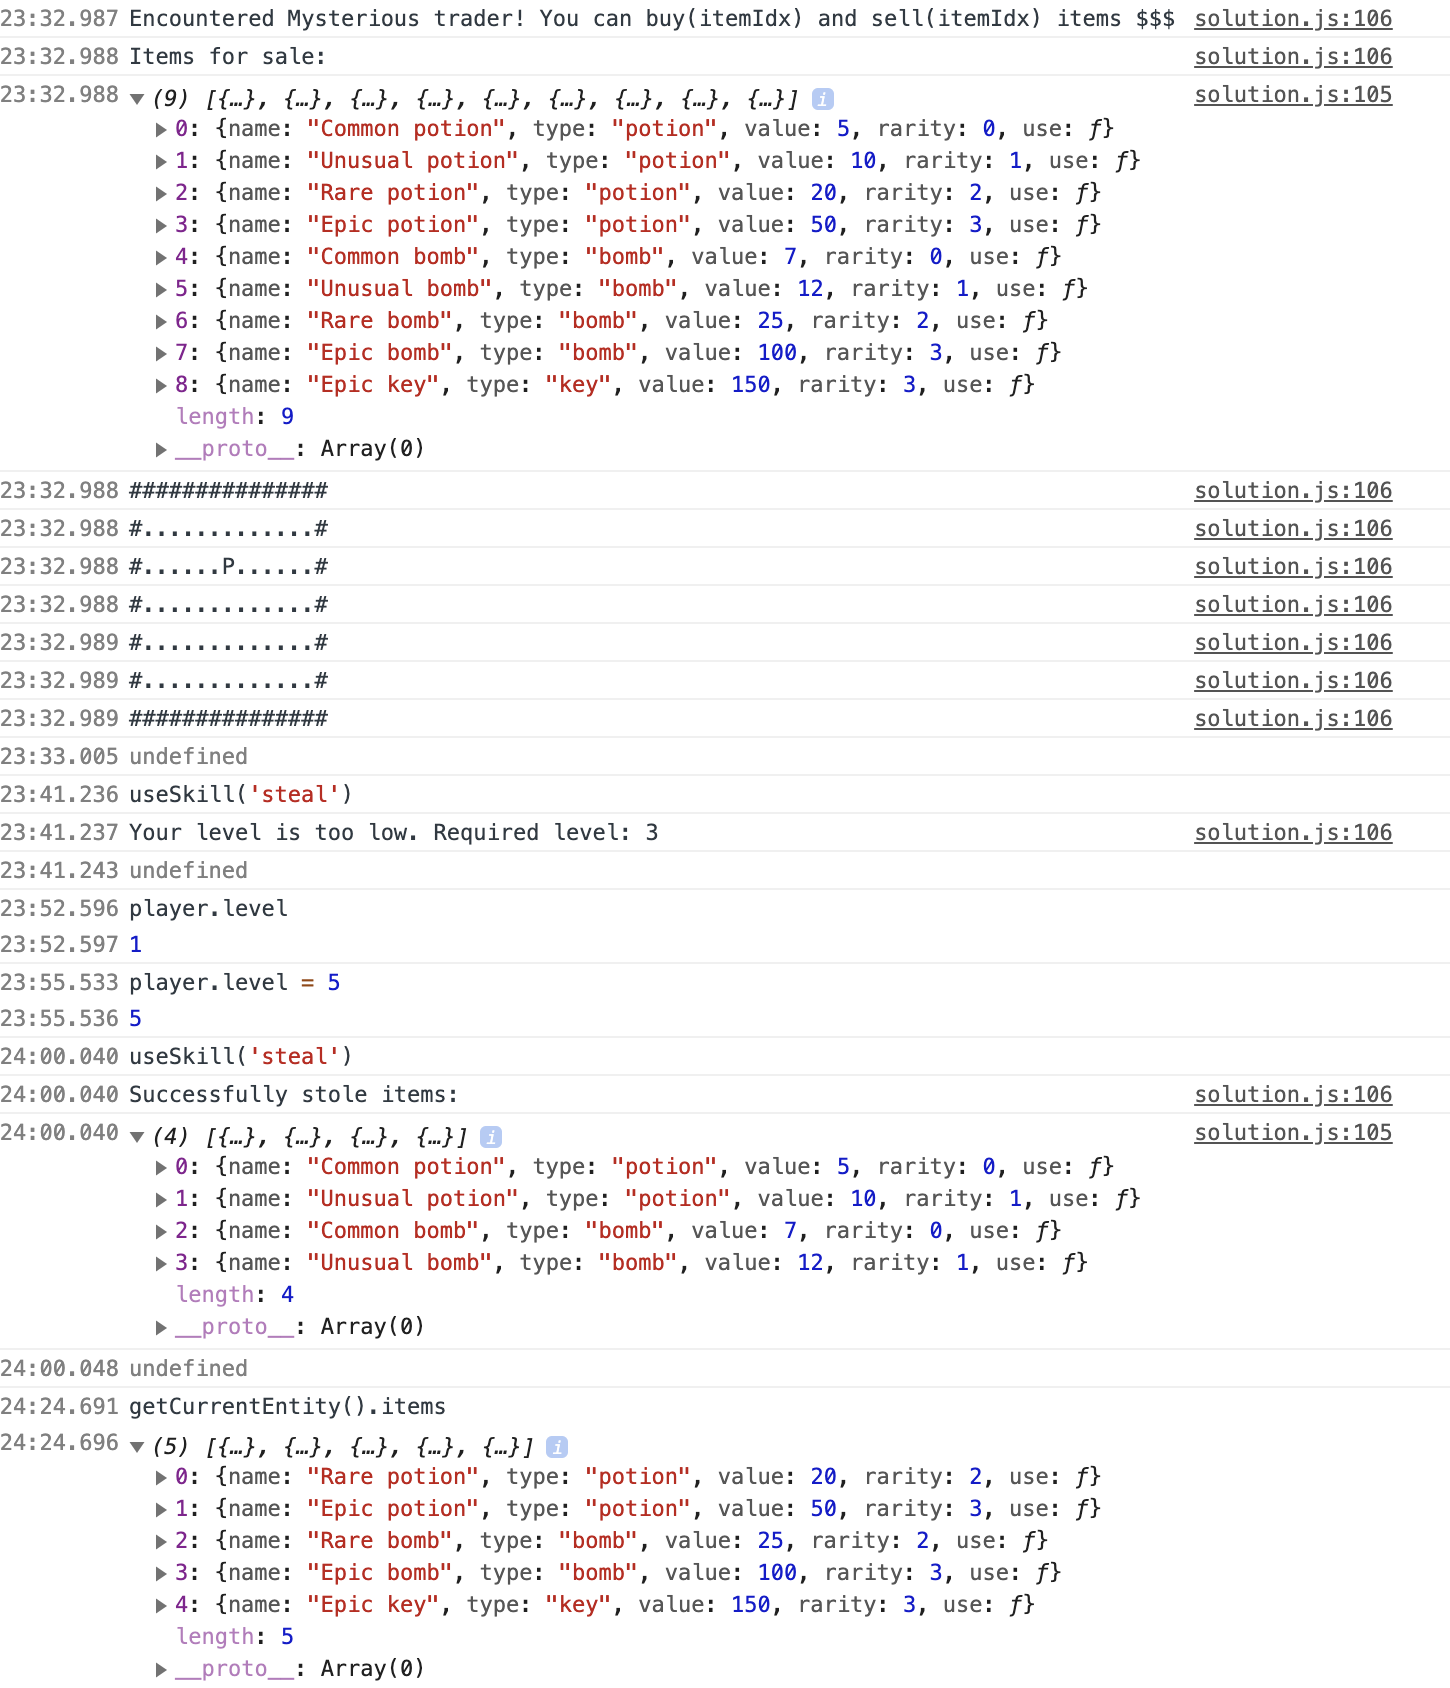 23:32.987 Encountered Mysterious trader! You can buy(itemIdx) and sell(itemIdx) items $$$ solution.js:106
23:32.988 Items for sale: solution.js:106
23:32.988 ▼(9) [{…}, {…}, {…}, {…}, {…}, {…}, {…}, {…}, {…}] i solution.js:105
▶0: {name: "Common potion", type: "potion", value: 5, rarity: 0, use: ƒ}
▶1: {name: "Unusual potion", type: "potion", value: 10, rarity: 1, use: ƒ}
▶2: {name: "Rare potion", type: "potion", value: 20, rarity: 2, use: ƒ}
▶3: {name: "Epic potion", type: "potion", value: 50, rarity: 3, use: ƒ}
▶4: {name: "Common bomb", type: "bomb", value: 7, rarity: 0, use: ƒ}
▶5: {name: "Unusual bomb", type: "bomb", value: 12, rarity: 1, use: ƒ}
▶6: {name: "Rare bomb", type: "bomb", value: 25, rarity: 2, use: ƒ}
▶7: {name: "Epic bomb", type: "bomb", value: 100, rarity: 3, use: ƒ}
▶8: {name: "Epic key", type: "key", value: 150, rarity: 3, use: ƒ}
length: 9
▶__proto__: Array(0)
23:32.988 ############### solution.js:106
23:32.988 #.............# solution.js:106
23:32.988 #......P......# solution.js:106
23:32.988 #.............# solution.js:106
23:32.989 #.............# solution.js:106
23:32.989 #.............# solution.js:106
23:32.989 ############### solution.js:106
23:33.005 undefined
23:41.236 useSkill('steal')
23:41.237 Your level is too low. Required level: 3 solution.js:106
23:41.243 undefined
23:52.596 player.level
23:52.597 1
23:55.533 player.level = 5
23:55.536 5
24:00.040 useSkill('steal')
24:00.040 Successfully stole items: solution.js:106
24:00.040 ▼(4) [{…}, {…}, {…}, {…}] i solution.js:105
▶0: {name: "Common potion", type: "potion", value: 5, rarity: 0, use: ƒ}
▶1: {name: "Unusual potion", type: "potion", value: 10, rarity: 1, use: ƒ}
▶2: {name: "Common bomb", type: "bomb", value: 7, rarity: 0, use: ƒ}
▶3: {name: "Unusual bomb", type: "bomb", value: 12, rarity: 1, use: ƒ}
length: 4
▶__proto__: Array(0)
24:00.048 undefined
24:24.691 getCurrentEntity().items
24:24.696 ▼(5) [{…}, {…}, {…}, {…}, {…}] i
▶0: {name: "Rare potion", type: "potion", value: 20, rarity: 2, use: ƒ}
▶1: {name: "Epic potion", type: "potion", value: 50, rarity: 3, use: ƒ}
▶2: {name: "Rare bomb", type: "bomb", value: 25, rarity: 2, use: ƒ}
▶3: {name: "Epic bomb", type: "bomb", value: 100, rarity: 3, use: ƒ}
▶4: {name: "Epic key", type: "key", value: 150, rarity: 3, use: ƒ}
length: 5
▶__proto__: Array(0)